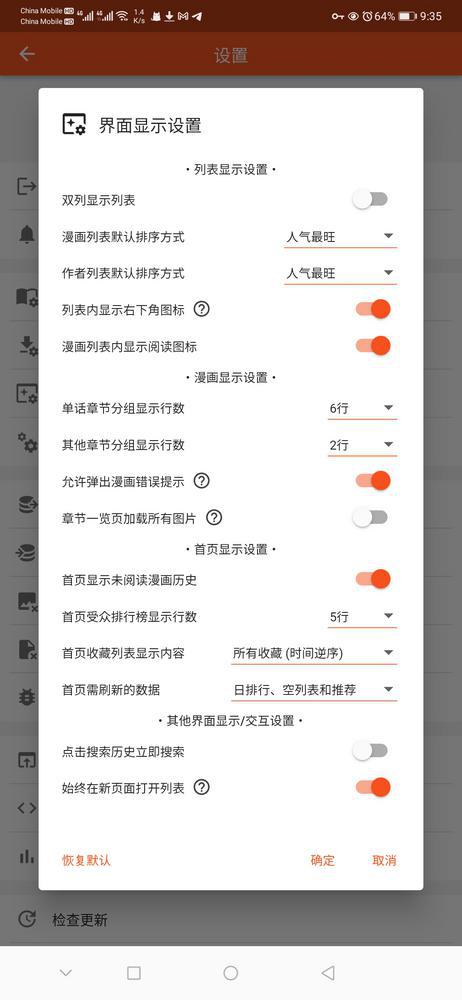 China Mobile HD 4G 4G 1.4 K/s 64% 9:35
China Mobile HD
设置
界面显示设置
• 列表显示设置 •
双列显示列表
漫画列表默认排序方式 人气最旺
作者列表默认排序方式 人气最旺
列表内显示右下角图标 ?
漫画列表内显示阅读图标
• 漫画显示设置 •
单话章节分组显示行数 6行
其他章节分组显示行数 2行
允许弹出漫画错误提示 ?
章节一览页加载所有图片 ?
• 首页显示设置 •
首页显示未阅读漫画历史
首页受众排行榜显示行数 5行
首页收藏列表显示内容 所有收藏 (时间逆序)
首页需刷新的数据 日排行、空列表和推荐
• 其他界面显示/交互设置 •
点击搜索历史立即搜索
始终在新页面打开列表 ?
恢复默认 确定 取消
检查更新